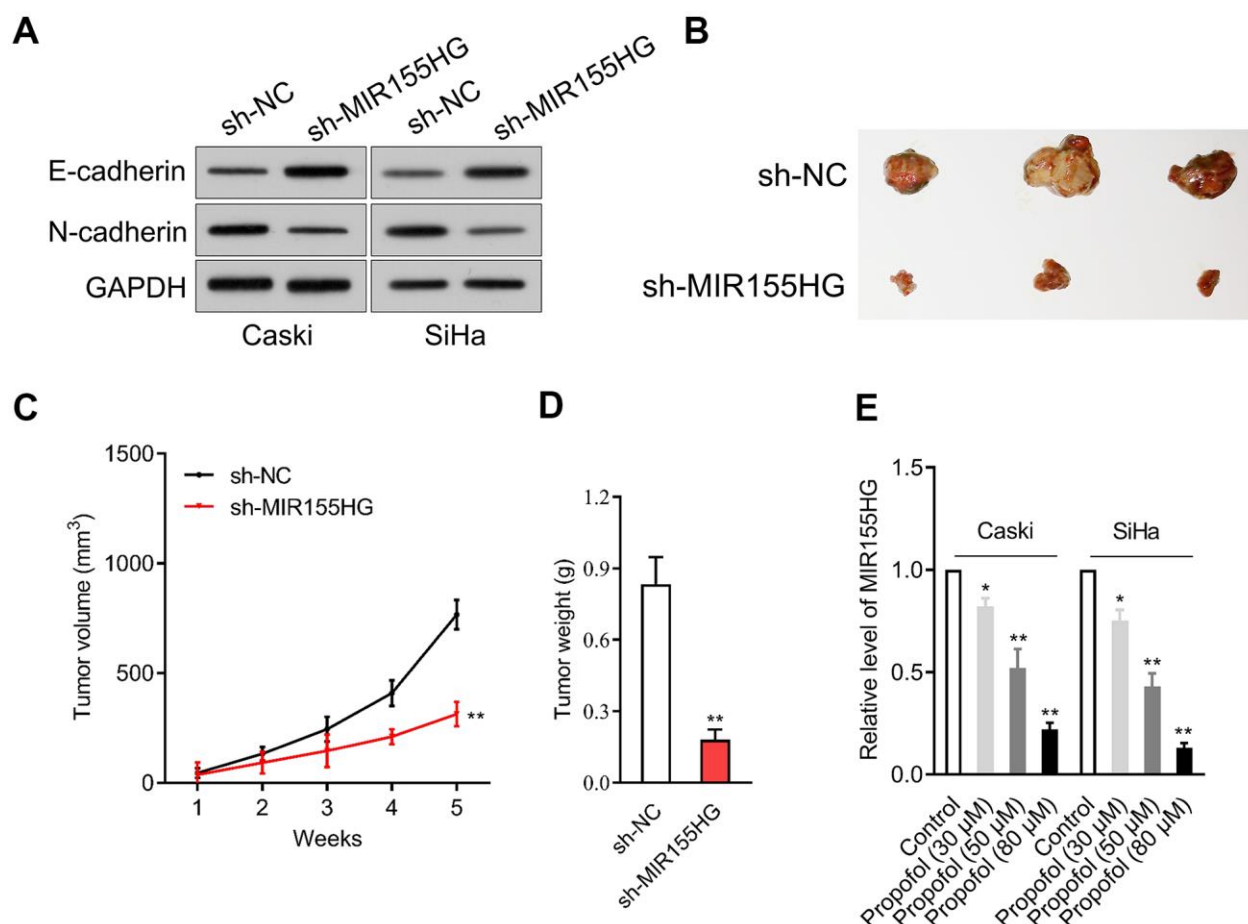 A
sh-NC
sh-MIR155HG
sh-NC
sh-MIR155HG
E-cadherin
N-cadherin
GAPDH
Caski
SiHa
B
sh-NC
sh-MIR155HG
C
Tumor volume (mm³)
1500
1000
500
0
sh-NC
sh-MIR155HG
**
1 2 3 4 5
Weeks
D
Tumor weight (g)
1.2
0.9
0.6
0.3
0.0
**
sh-NC
sh-MIR155HG
E
Relative level of MIR155HG
1.5
1.0
0.5
0.0
Caski
SiHa
*
**
**
*
**
**
Control
Propofol (30 µM)
Propofol (50 µM)
Propofol (80 µM)
Control
Propofol (30 µM)
Propofol (50 µM)
Propofol (80 µM)